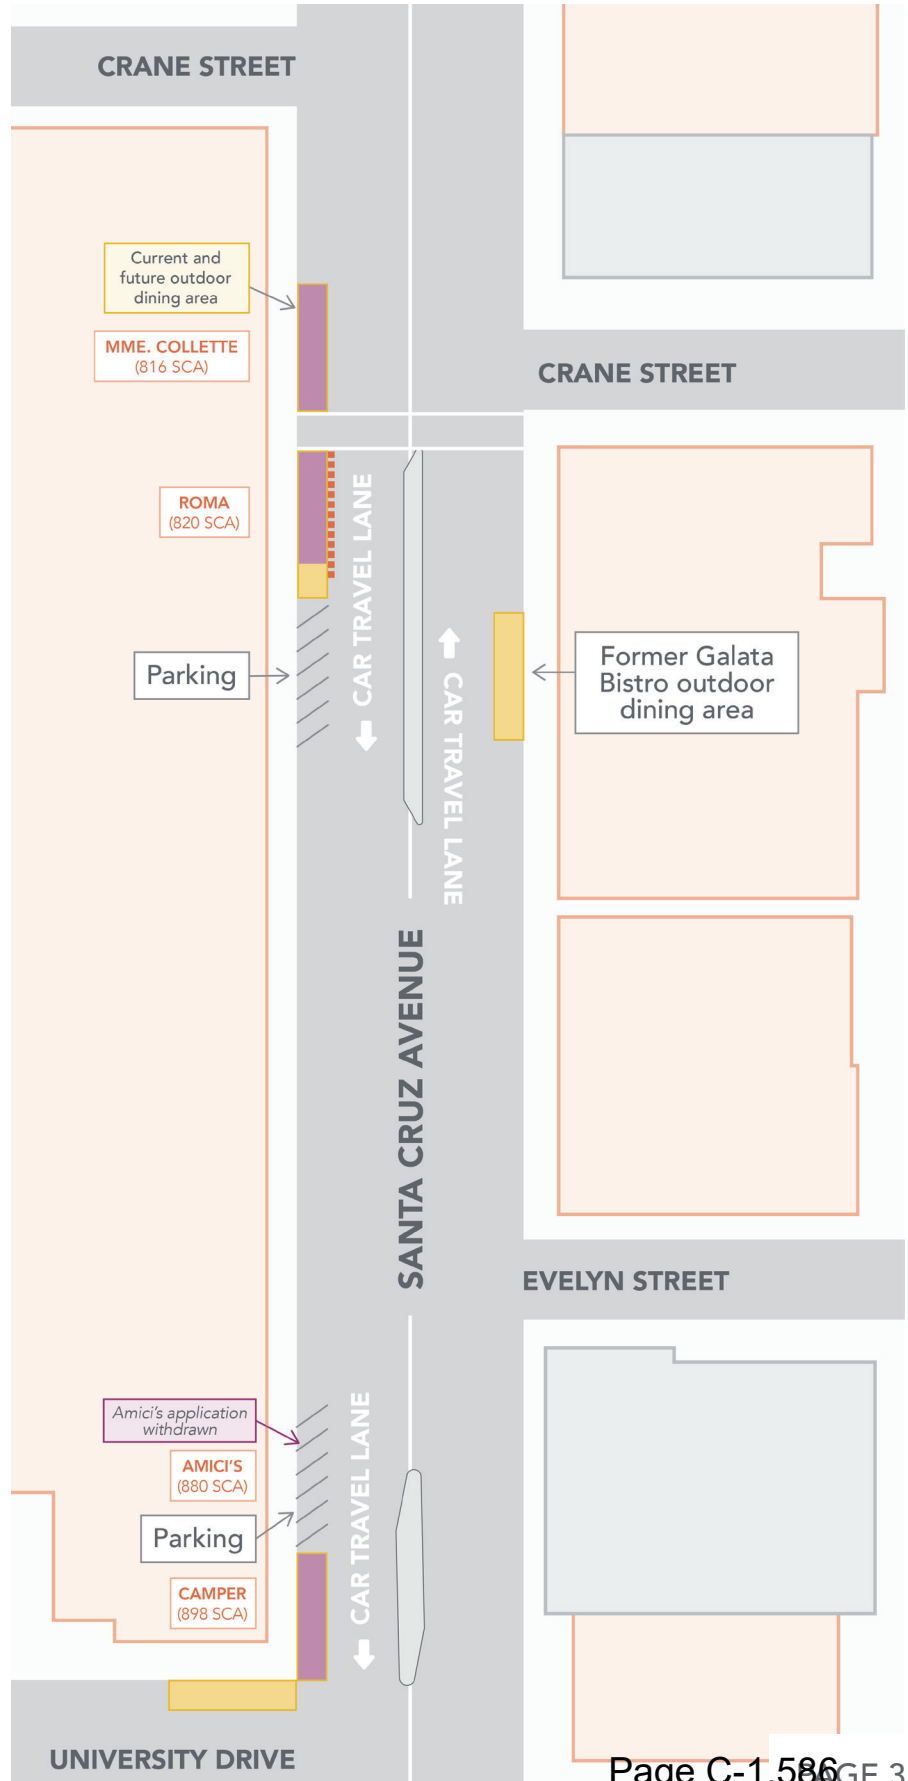 CRANE STREET
Current and
future outdoor
dining area
MME. COLLETTE
(816 SCA)
CRANE STREET
ROMA
(820 SCA)
CAR TRAVEL LANE
Parking
Former Galata
Bistro outdoor
dining area
CAR TRAVEL LANE
SANTA CRUZ AVENUE
EVELYN STREET
Amici's application
withdrawn
AMICI'S
(880 SCA)
CAR TRAVEL LANE
Parking
CAMPER
(898 SCA)
UNIVERSITY DRIVE
Page C-1.586
PAGE 3